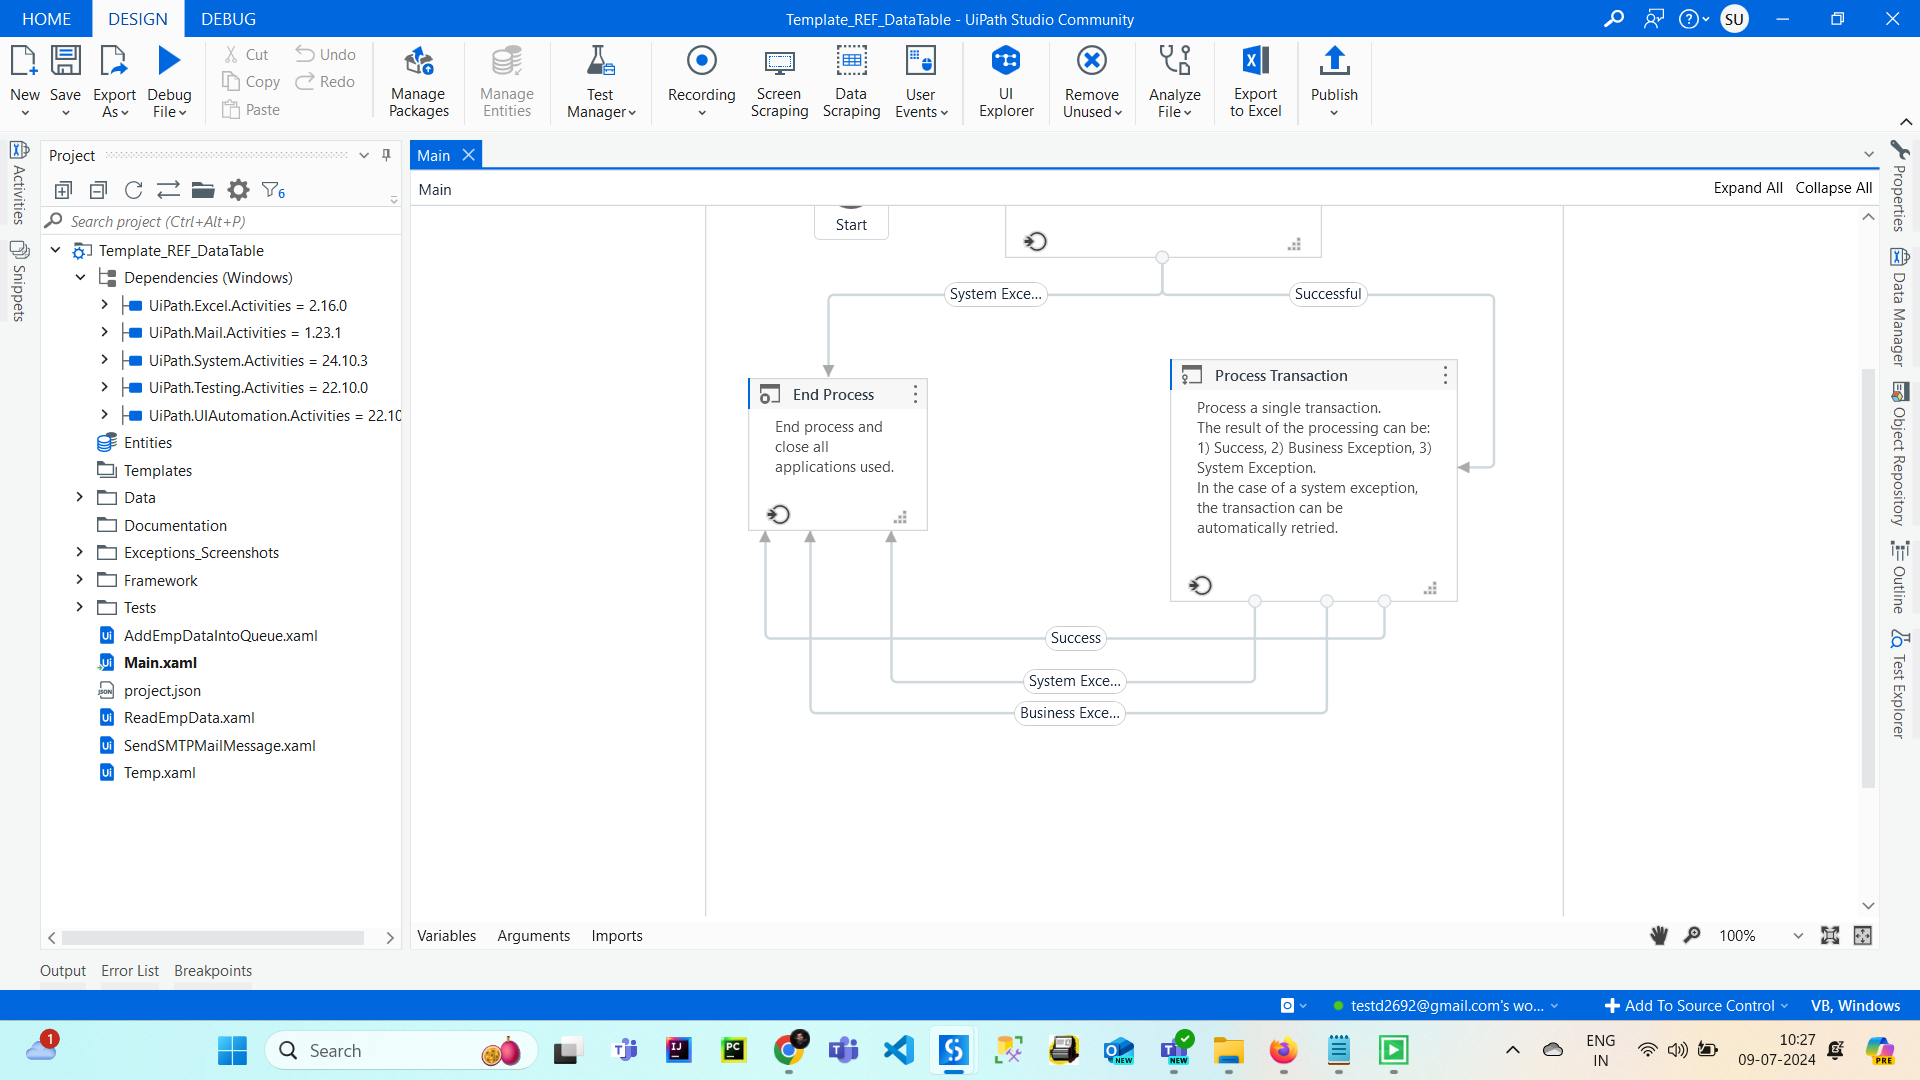 HOME DESIGN DEBUG
Template_REF_DataTable - UiPath Studio Community
SU
New
Save
Export As
Debug File
Cut
Copy
Paste
Undo
Redo
Manage Packages
Manage Entities
Test Manager
Recording
Screen Scraping
Data Scraping
User Events
UI Explorer
Remove Unused
Analyze File
Export to Excel
Publish
Activities
Snippets
Project
6
Search project (Ctrl+Alt+P)
Template_REF_DataTable
Dependencies (Windows)
UiPath.Excel.Activities = 2.16.0
UiPath.Mail.Activities = 1.23.1
UiPath.System.Activities = 24.10.3
UiPath.Testing.Activities = 22.10.0
UiPath.UIAutomation.Activities = 22.10
Entities
Templates
Data
Documentation
Exceptions_Screenshots
Framework
Tests
AddEmpDataIntoQueue.xaml
Main.xaml
project.json
ReadEmpData.xaml
SendSMTPMailMessage.xaml
Temp.xaml
Main
Main
Expand All Collapse All
Start
System Exce...
Successful
End Process
End process and
close all
applications used.
Process Transaction
Process a single transaction.
The result of the processing can be:
1) Success, 2) Business Exception, 3)
System Exception.
In the case of a system exception,
the transaction can be
automatically retried.
Success
System Exce...
Business Exce...
Properties
Data Manager
Object Repository
Outline
Test Explorer
Variables Arguments Imports
100%
Output Error List Breakpoints
testd2692@gmail.com's wo...
Add To Source Control
VB, Windows
1
Search
ENG
IN
10:27
09-07-2024